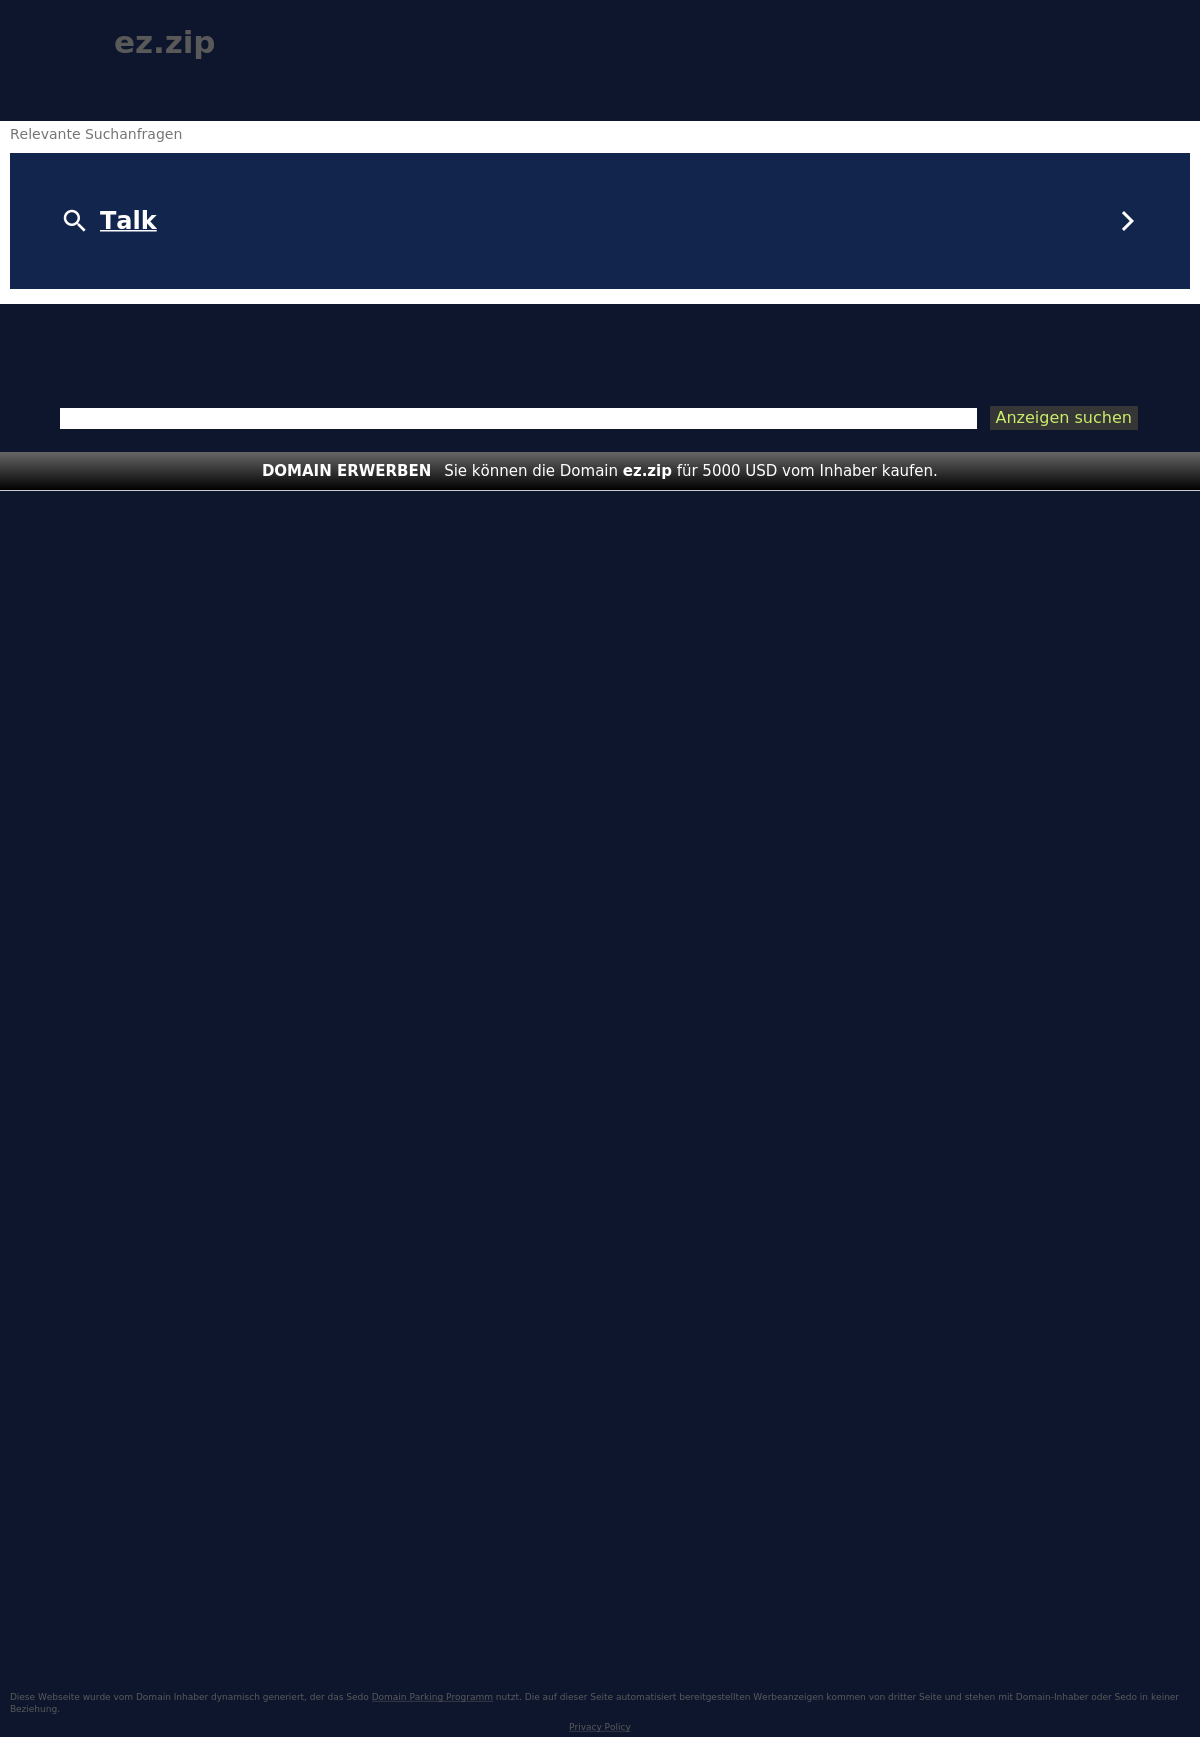 ez.zip
Relevante Suchanfragen
Talk
Anzeigen suchen
DOMAIN ERWERBEN Sie können die Domain ez.zip für 5000 USD vom Inhaber kaufen.
Diese Webseite wurde vom Domain Inhaber dynamisch generiert, der das Sedo Domain Parking Programm nutzt. Die auf dieser Seite automatisiert bereitgestellten Werbeanzeigen kommen von dritter Seite und stehen mit Domain-Inhaber oder Sedo in keiner
Beziehung.
Privacy Policy